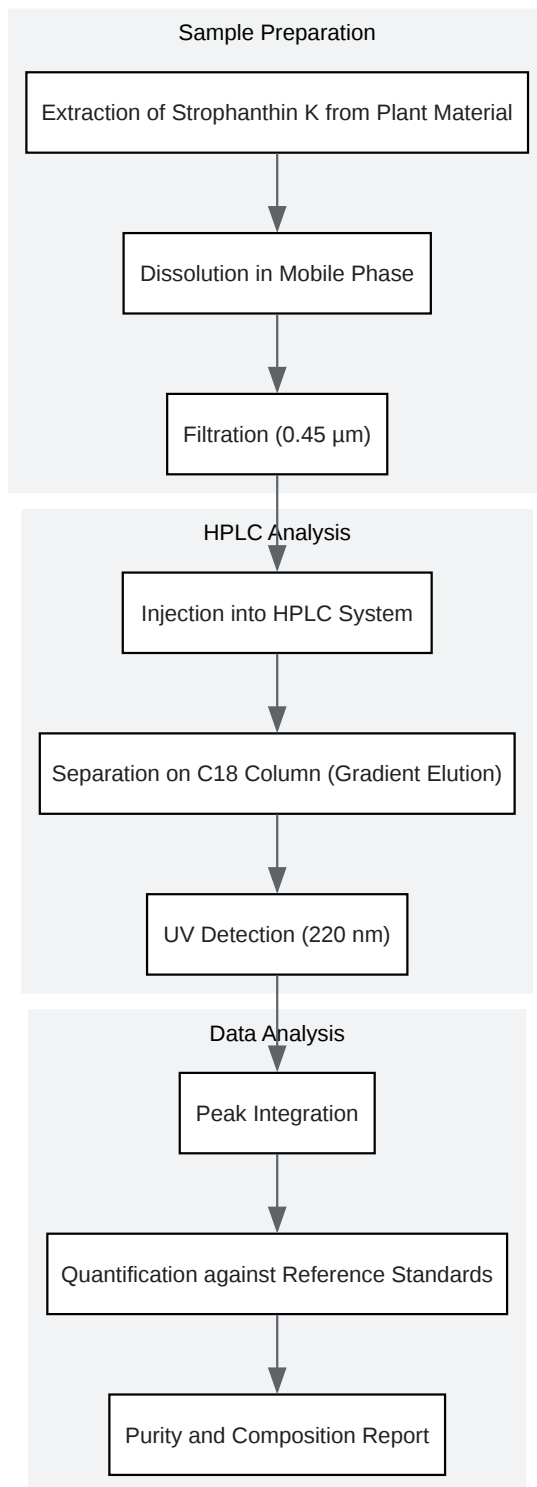 Sample Preparation
Extraction of Strophanthin K from Plant Material
Dissolution in Mobile Phase
Filtration (0.45 µm)
HPLC Analysis
Injection into HPLC System
Separation on C18 Column (Gradient Elution)
UV Detection (220 nm)
Data Analysis
Peak Integration
Quantification against Reference Standards
Purity and Composition Report